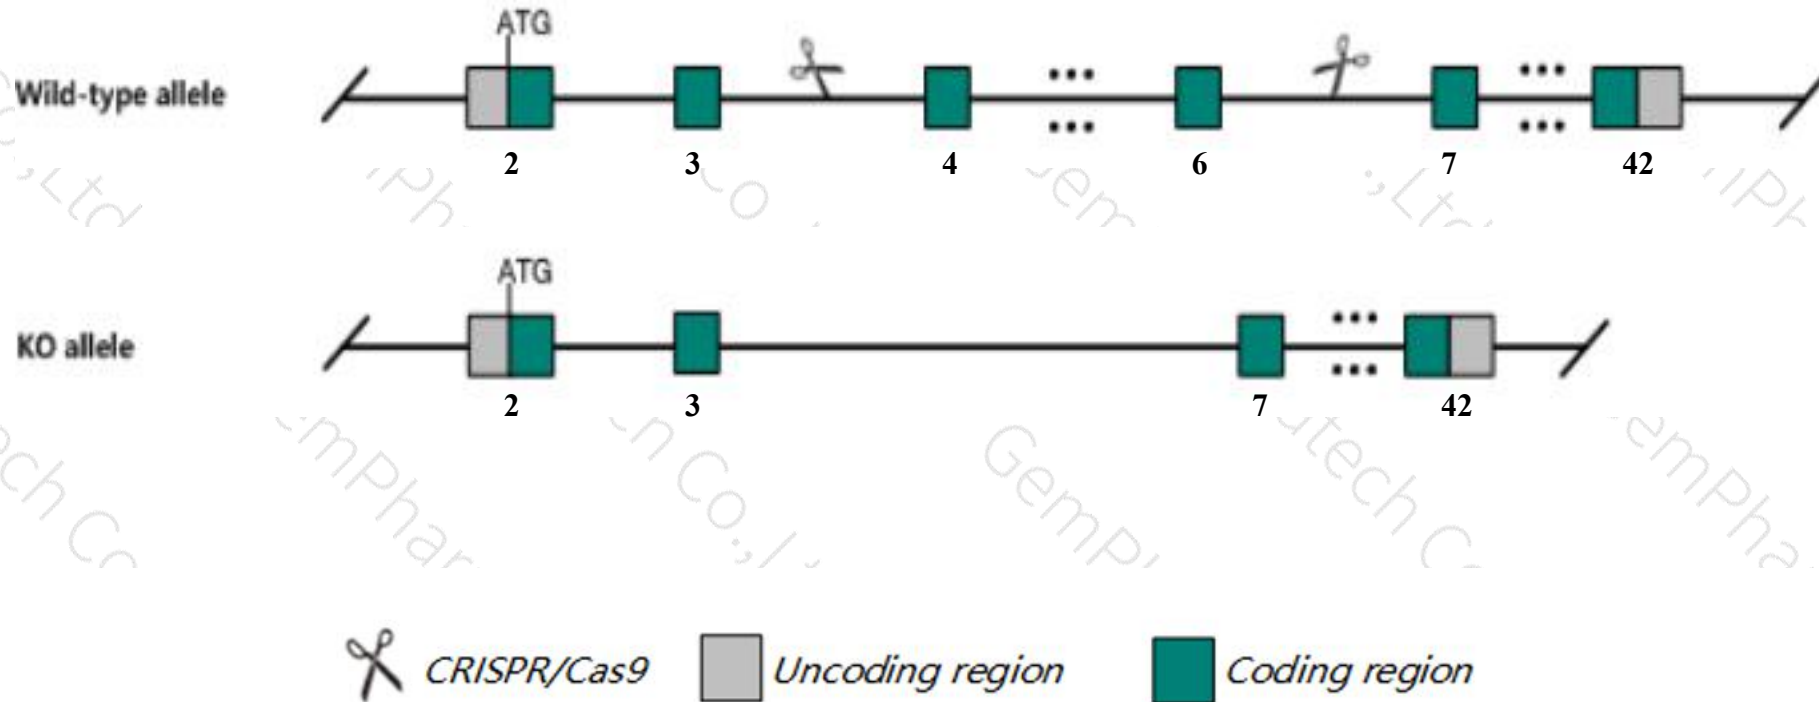 ATG
Wild-type allele
2 3 4 6 7 42
ATG
KO allele
2 3 7 42
CRISPR/Cas9 Uncoding region Coding region